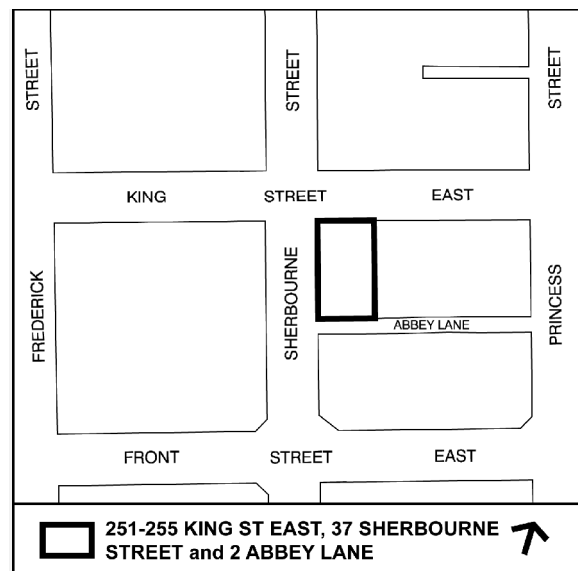 STREET
STREET
STREET
KING STREET EAST
FREDERICK
SHERBOURNE
PRINCESS
ABBEY LANE
FRONT STREET EAST
251-255 KING ST EAST, 37 SHERBOURNE
STREET and 2 ABBEY LANE